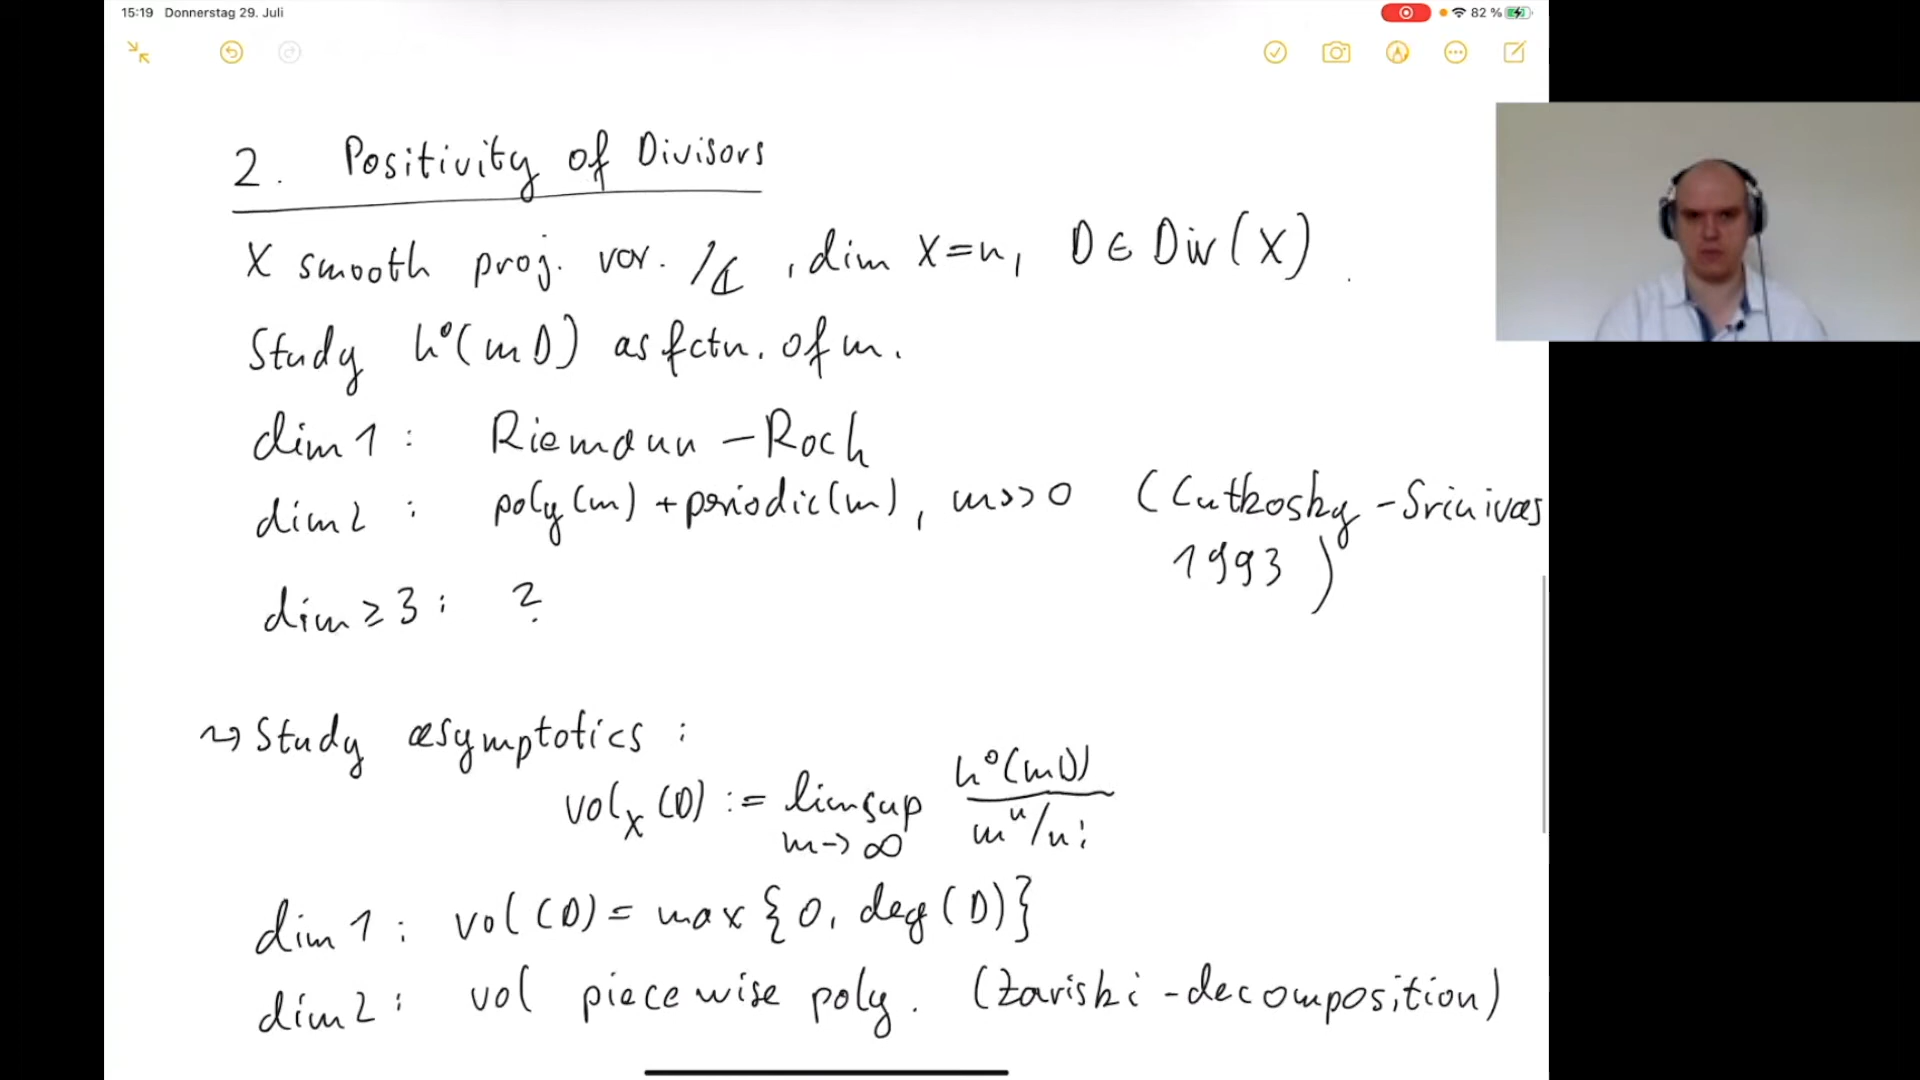 15:19 Donnerstag 29. Juli
82 %
2. Positivity of Divisors
X smooth proj. var. /ℂ, dim X=n, D∈Div(X).
Study h⁰(mD) as fctn. of m.
dim 1: Riemann-Roch
dim 2: poly(m)+periodic(m), m>>0 (Cutkosky-Srinivas
1993)
dim ≥ 3: ?
⇝ Study asymptotics:
vol_X(D) := limsup_{m→∞} h⁰(mD) / (mⁿ/n!)
dim 1: vol(D) = max{0, deg(D)}
dim 2: vol piecewise poly. (Zariski-decomposition)